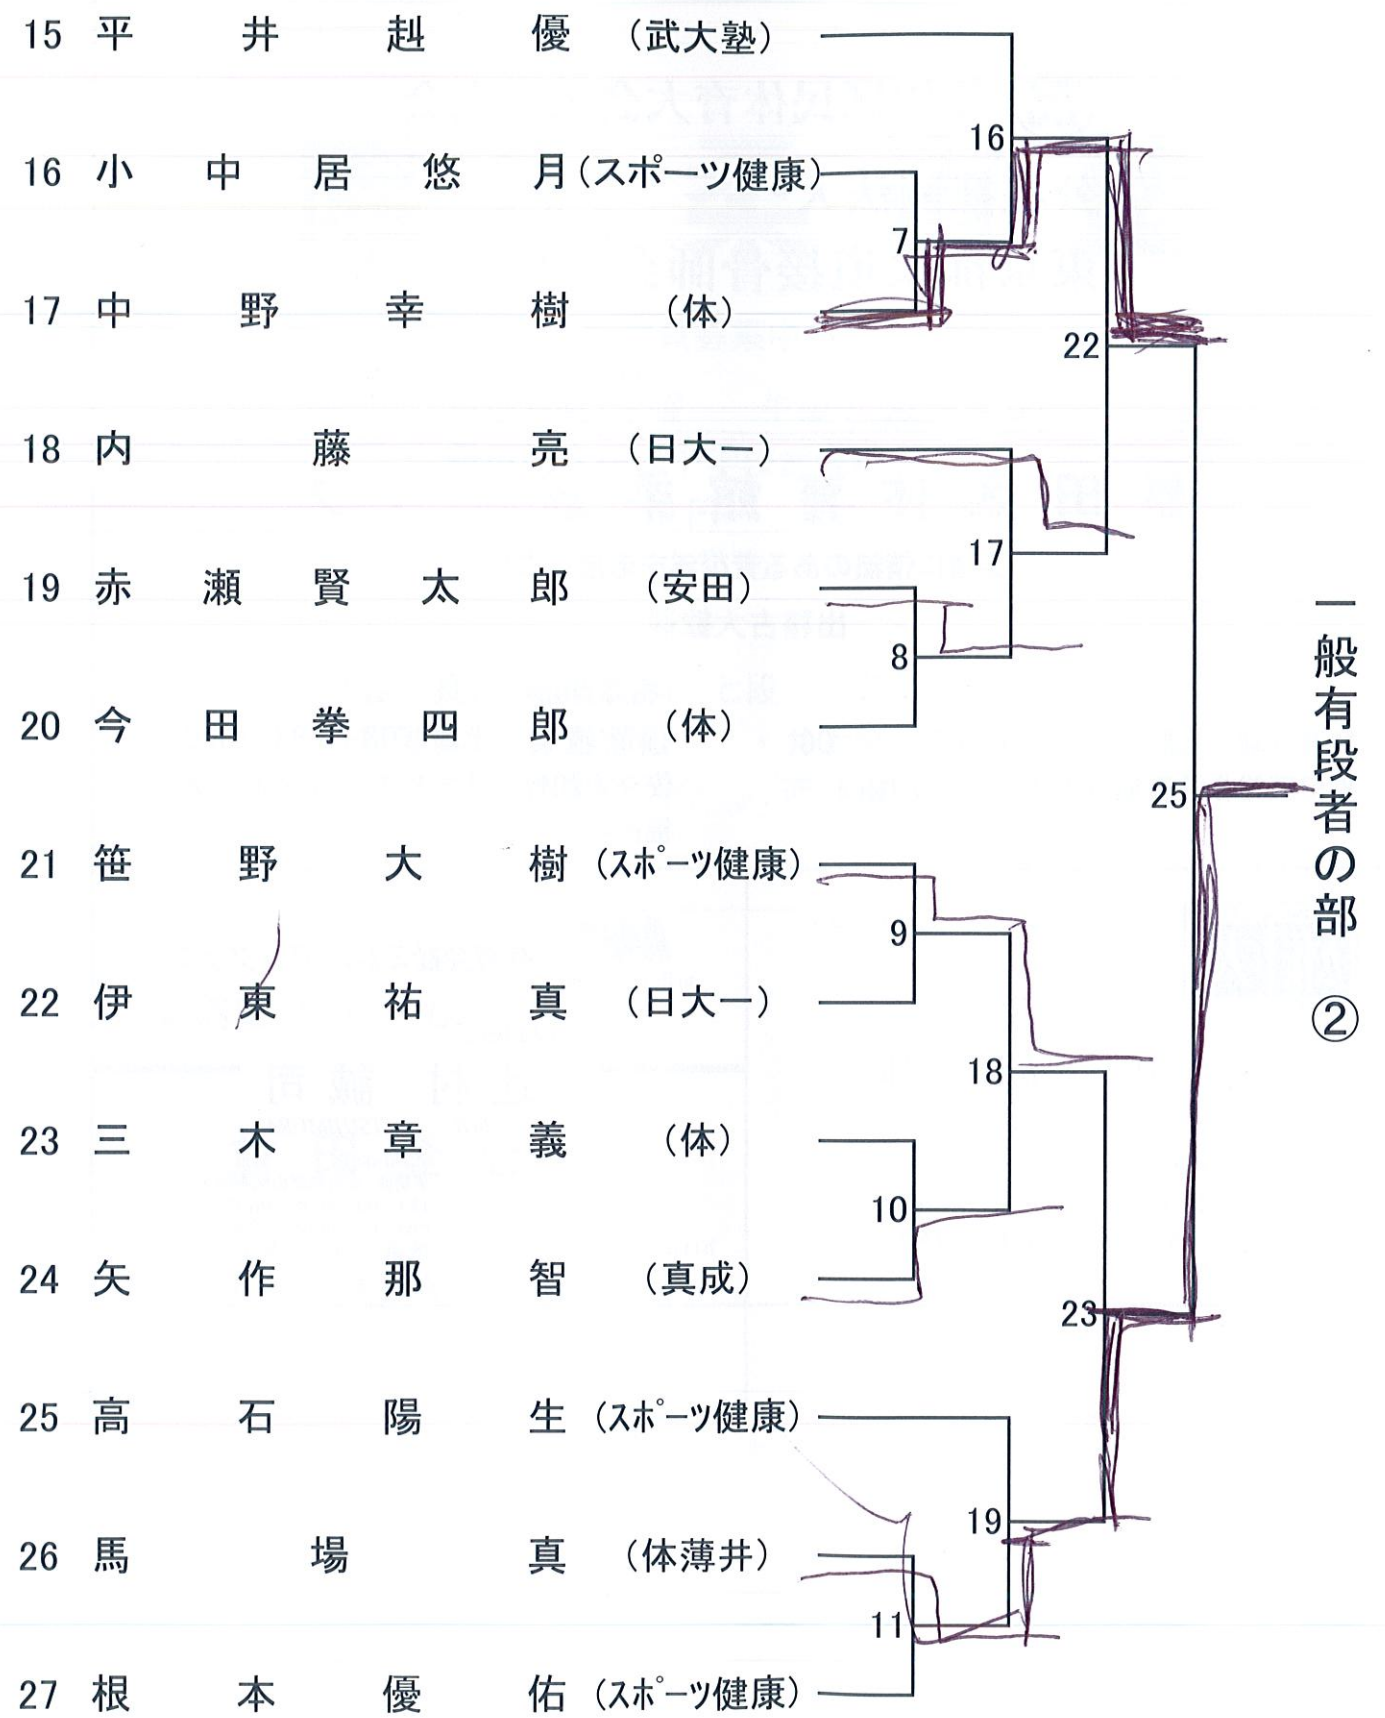 15 平井赳優 (武大塾)
16
16 小中居悠月 (スポーツ健康)
7
17 中野幸樹 (体)
22
18 内藤亮 (日大一)
17
19 赤瀬賢太郎 (安田)
8
20 今田拳四郎 (体)
25
21 笹野大樹 (スポーツ健康)
9
22 伊東祐真 (日大一)
18
23 三木章義 (体)
10
24 矢作那智 (真成)
23
25 高石陽生 (スポーツ健康)
19
26 馬場真 (体薄井)
11
27 根本優佑 (スポーツ健康)
一般有段者の部 ②